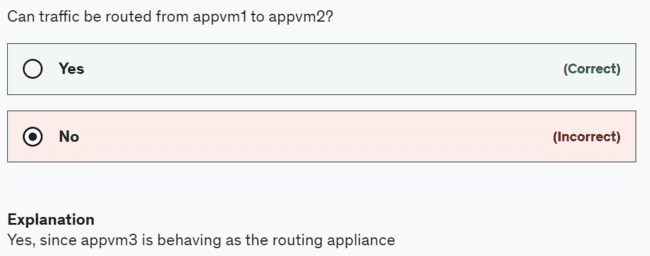 Can traffic be routed from appvm1 to appvm2?
Yes (Correct)
No (Incorrect)
Explanation
Yes, since appvm3 is behaving as the routing appliance